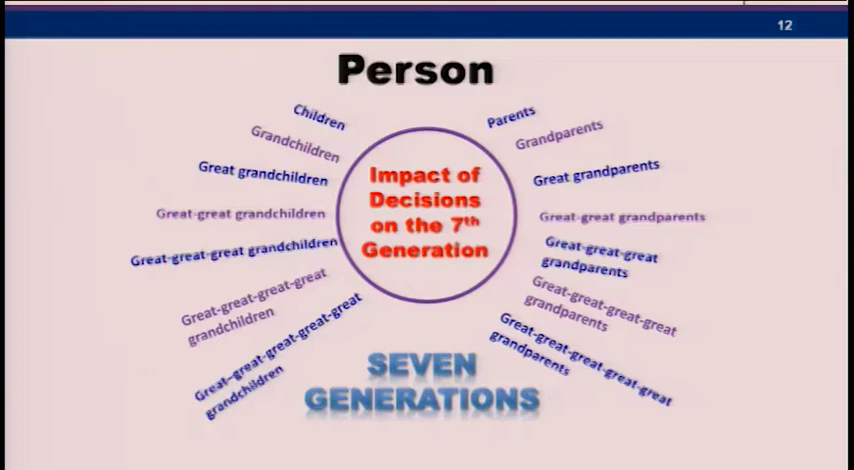 12
Person
Children
Grandchildren
Great grandchildren
Great-great grandchildren
Great-great-great grandchildren
Great-great-great-great
grandchildren
Great-great-great-great-great
grandchildren
Impact of
Decisions
on the 7th
Generation
Parents
Grandparents
Great grandparents
Great-great grandparents
Great-great-great
grandparents
Great-great-great-great
grandparents
Great-great-great-great-great
grandparents
SEVEN
GENERATIONS